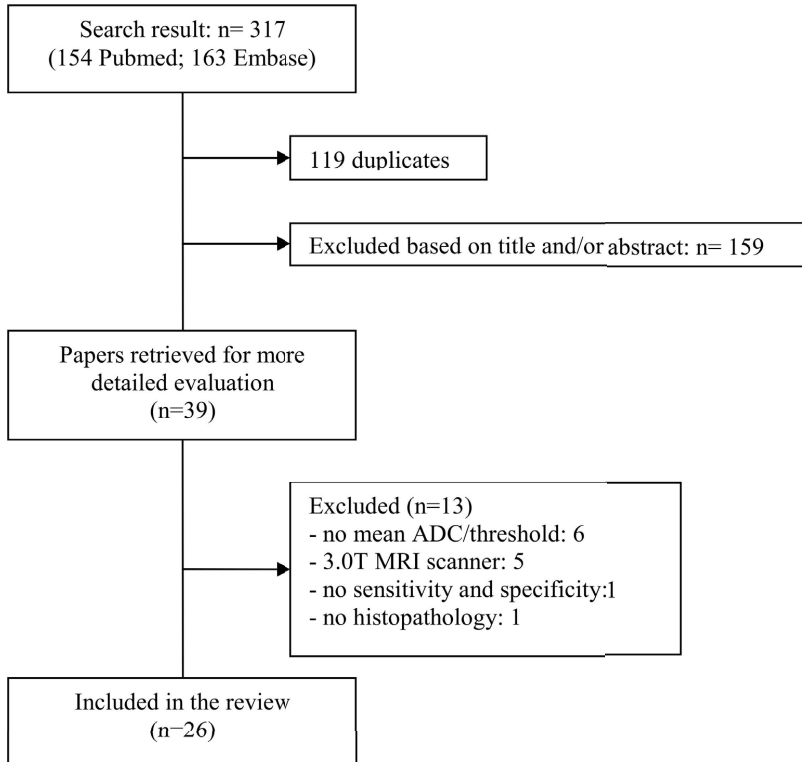 Search result: n= 317
(154 Pubmed; 163 Embase)
119 duplicates
Excluded based on title and/or abstract: n= 159
Papers retrieved for more
detailed evaluation
(n=39)
Excluded (n=13)
- no mean ADC/threshold: 6
- 3.0T MRI scanner: 5
- no sensitivity and specificity:1
- no histopathology: 1
Included in the review
(n−26)